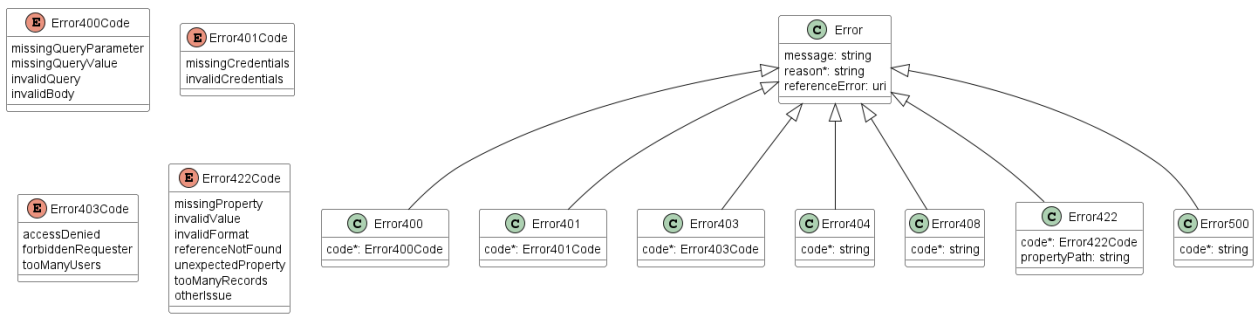 E Error400Code
missingQueryParameter
missingQueryValue
invalidQuery
invalidBody
E Error401Code
missingCredentials
invalidCredentials
C Error
message: string
reason*: string
referenceError: uri
E Error403Code
accessDenied
forbiddenRequester
tooManyUsers
E Error422Code
missingProperty
invalidValue
invalidFormat
referenceNotFound
unexpectedProperty
tooManyRecords
otherIssue
C Error400
code*: Error400Code
C Error401
code*: Error401Code
C Error403
code*: Error403Code
C Error404
code*: string
C Error408
code*: string
C Error422
code*: Error422Code
propertyPath: string
C Error500
code*: string